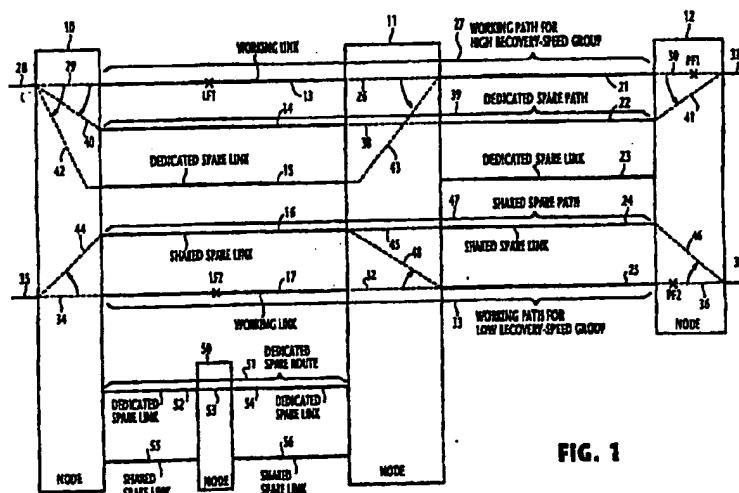 10
11
27
WORKING PATH FOR
HIGH RECOVERY-SPEED GROUP
12
WORKING LINK
28
29
LF1
13
26
21
30
PF1
32
39
DEDICATED SPARE PATH
14
38
22
40
41
42
43
DEDICATED SPARE LINK
15
DEDICATED SPARE LINK
23
16
47
SHARED SPARE PATH
24
44
SHARED SPARE LINK
45
48
SHARED SPARE LINK
46
35
LF2
17
25
34
WORKING LINK
33
WORKING PATH FOR
LOW RECOVERY-SPEED GROUP
PF2
36
NODE
50
51
DEDICATED
SPARE ROUTE
DEDICATED
SPARE LINK
52
53
54
DEDICATED
SPARE LINK
55
56
NODE
SHARED
SPARE LINK
NODE
SHARED
SPARE LINK
NODE
FIG. 1